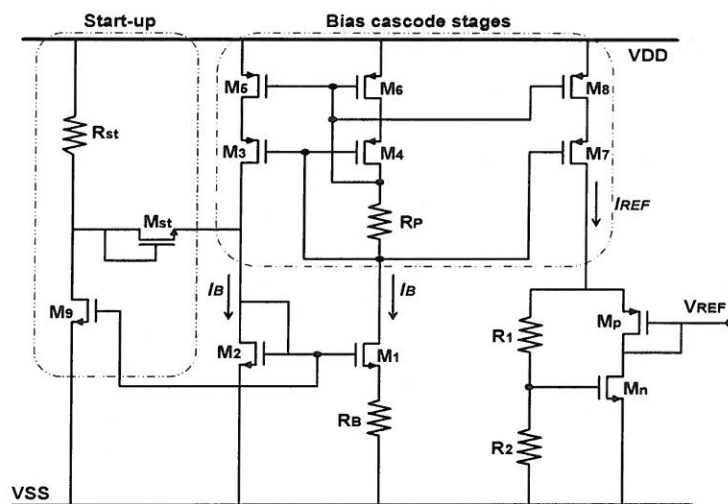 Start-up Bias cascode stages
VDD
M5 M6 M8
Rst
M3 M4 M7
Mst RP IREF
IB IB
M9 R1 Mp VREF
M2 M1
Mn
RB R2
VSS